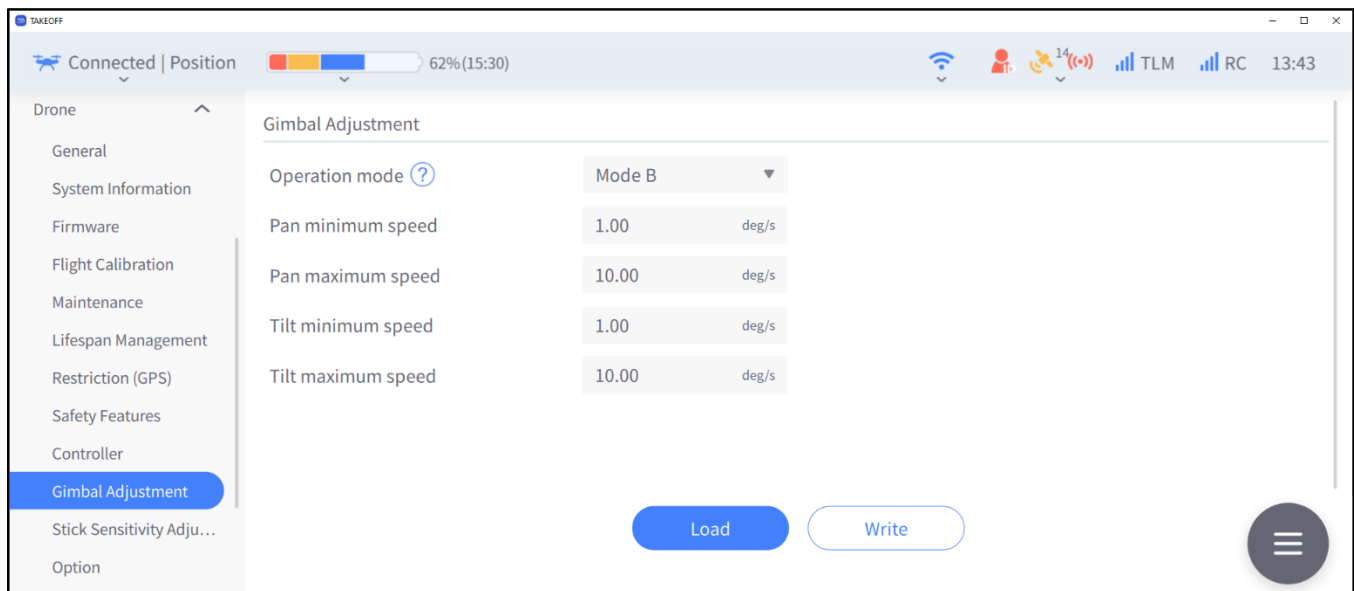 TAKEOFF
Connected | Position 62%(15:30) 14 TLM RC 13:43
Drone
General
System Information
Firmware
Flight Calibration
Maintenance
Lifespan Management
Restriction (GPS)
Safety Features
Controller
Gimbal Adjustment
Stick Sensitivity Adju...
Option
Gimbal Adjustment
Operation mode ? Mode B
Pan minimum speed 1.00 deg/s
Pan maximum speed 10.00 deg/s
Tilt minimum speed 1.00 deg/s
Tilt maximum speed 10.00 deg/s
Load Write